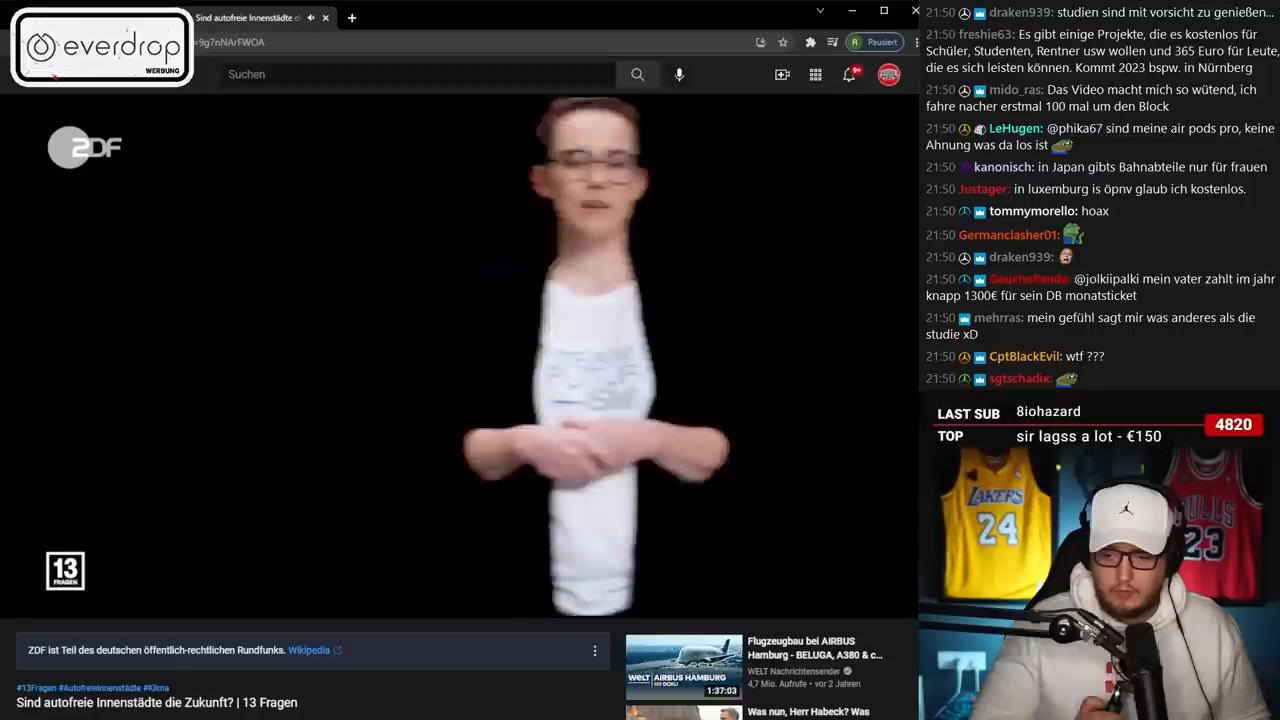 everdrop
WERBUNG
Sind autofreie Innenstädte d
=9g7nNArFWOA
R Pausiert
Suchen
9+
ZDF
13
FRAGEN
ZDF ist Teil des deutschen öffentlich-rechtlichen Rundfunks. Wikipedia
#13Fragen #AutofreieInnenstädte #Klima
Sind autofreie Innenstädte die Zukunft? | 13 Fragen
WELT AIRBUS HAMBURG
HD DOKU
1:37:03
Flugzeugbau bei AIRBUS
Hamburg - BELUGA, A380 & c...
WELT Nachrichtensender
4,7 Mio. Aufrufe • vor 2 Jahren
Was nun, Herr Habeck? Was
21:50 draken939: studien sind mit vorsicht zu genießen...
21:50 freshie63: Es gibt einige Projekte, die es kostenlos für
Schüler, Studenten, Rentner usw wollen und 365 Euro für Leute,
die es sich leisten können. Kommt 2023 bspw. in Nürnberg
21:50 mido_ras: Das Video macht mich so wütend, ich
fahre nacher erstmal 100 mal um den Block
21:50 LeHugen: @phika67 sind meine air pods pro, keine
Ahnung was da los ist
21:50 kanonisch: in Japan gibts Bahnabteile nur für frauen
21:50 Justager: in luxemburg is öpnv glaub ich kostenlos.
21:50 tommymorello: hoax
21:50 Germanclasher01:
21:50 draken939:
21:50 GauchoPanda: @jolkiipalki mein vater zahlt im jahr
knapp 1300€ für sein DB monatsticket
21:50 mehrras: mein gefühl sagt mir was anderes als die
studie xD
21:50 CptBlackEvil: wtf ???
21:50 sgtschadix:
LAST SUB 8iohazard
4820
TOP sir lagss a lot - €150
LAKERS
24
BULLS
23